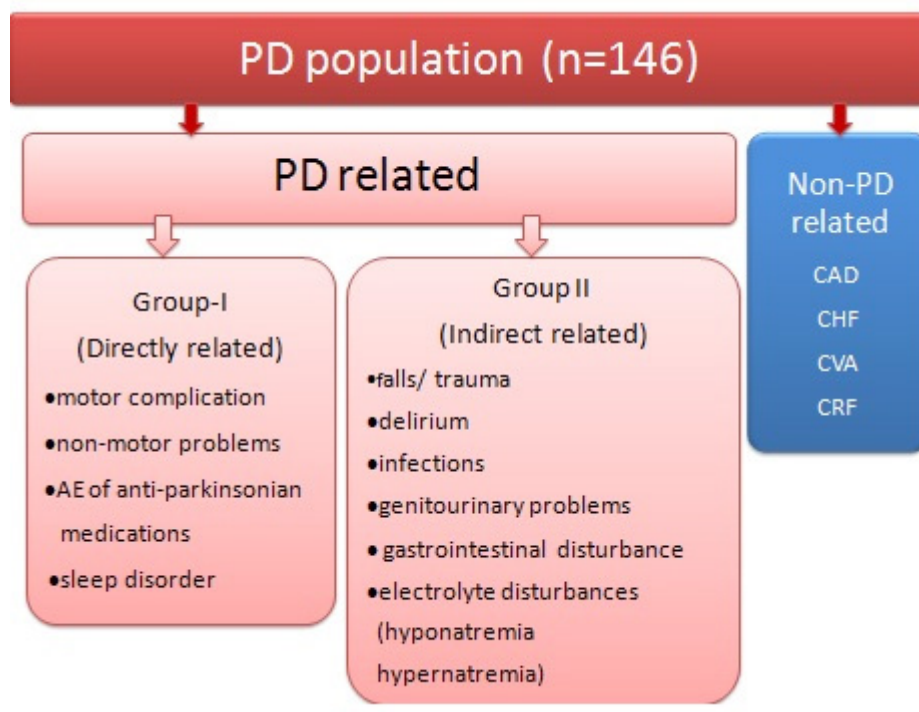 PD population (n=146)
PD related
Group-I
(Directly related)
•motor complication
•non-motor problems
•AE of anti-parkinsonian
medications
•sleep disorder
Group II
(Indirect related)
•falls/ trauma
•delirium
•infections
•genitourinary problems
• gastrointestinal disturbance
•electrolyte disturbances
(hyponatremia
hypernatremia)
Non-PD
related
CAD
CHF
CVA
CRF